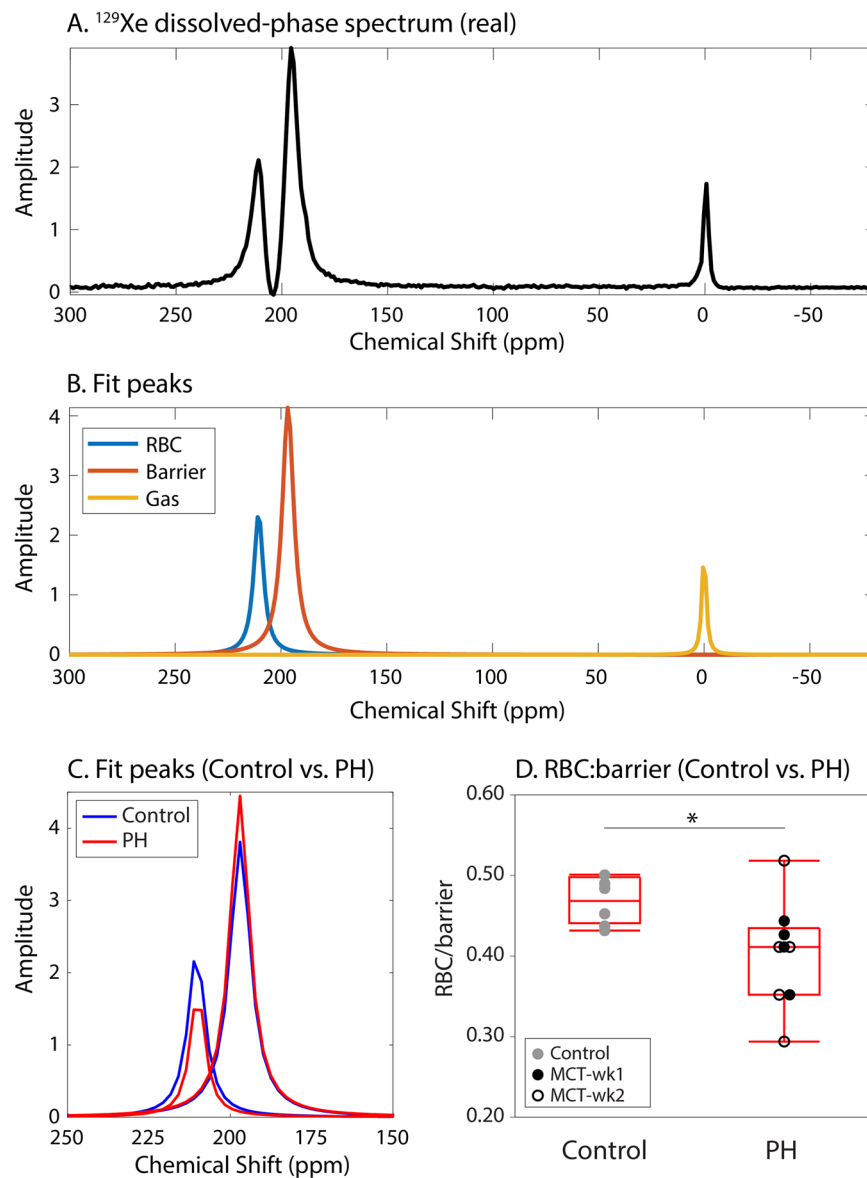 A. ¹²⁹Xe dissolved-phase spectrum (real)
Amplitude
3
2
1
0
300 250 200 150 100 50 0 -50
Chemical Shift (ppm)
B. Fit peaks
Amplitude
4
3
2
1
0
RBC
Barrier
Gas
300 250 200 150 100 50 0 -50
Chemical Shift (ppm)
C. Fit peaks (Control vs. PH)
Amplitude
4
3
2
1
0
Control
PH
250 225 200 175 150
Chemical Shift (ppm)
D. RBC:barrier (Control vs. PH)
RBC/barrier
0.60
0.50
0.40
0.30
0.20
*
Control
MCT-wk1
MCT-wk2
Control PH